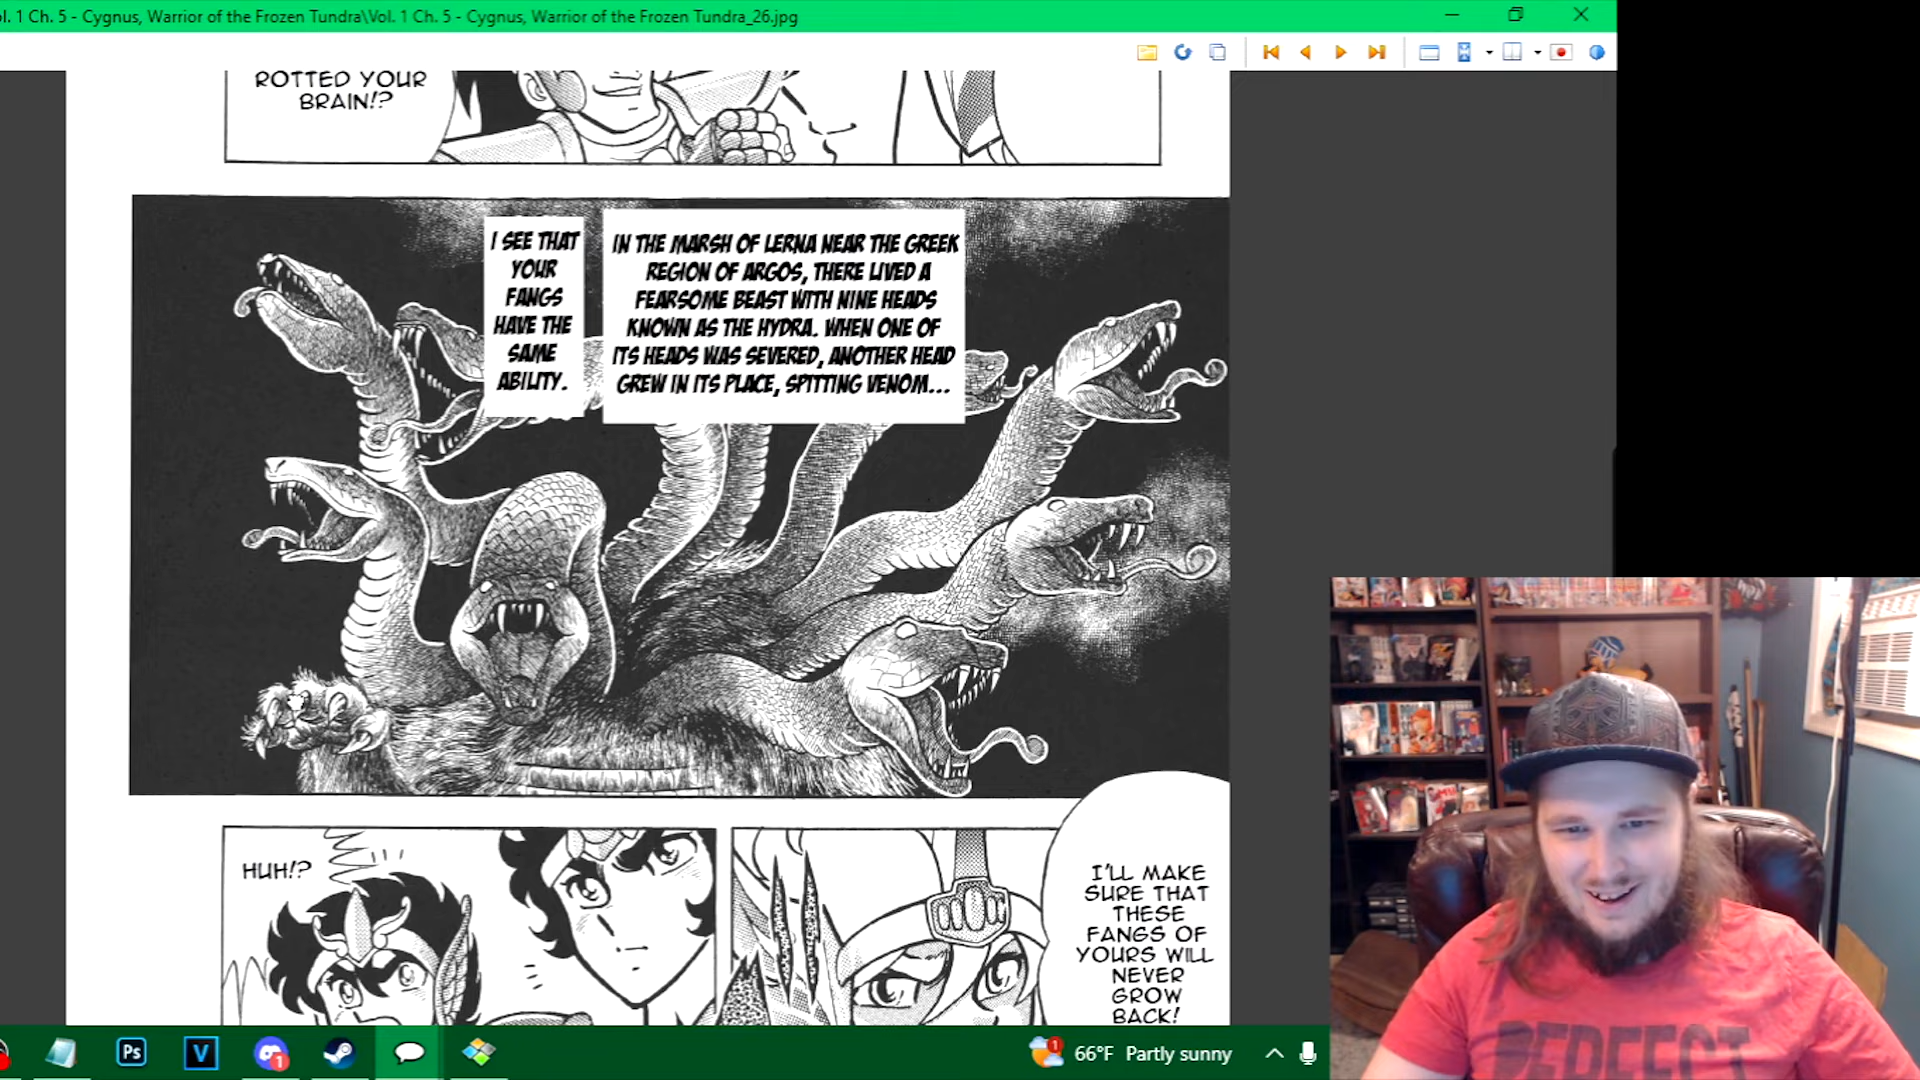 l. 1 Ch. 5 - Cygnus, Warrior of the Frozen Tundra\Vol. 1 Ch. 5 - Cygnus, Warrior of the Frozen Tundra_26.jpg
ROTTED YOUR
BRAIN!?
IN THE MARSH OF LERNA NEAR THE GREEK
REGION OF ARGOS, THERE LIVED A
FEARSOME BEAST WITH NINE HEADS
KNOWN AS THE HYDRA. WHEN ONE OF
ITS HEADS WAS SEVERED, ANOTHER HEAD
GREW IN ITS PLACE, SPITTING VENOM...
I SEE THAT
YOUR
FANGS
HAVE THE
SAME
ABILITY.
HUH!?
I'LL MAKE
SURE THAT
THESE
FANGS OF
YOURS WILL
NEVER
GROW
BACK!
PERFECT
Ps
V
1
1
66°F Partly sunny